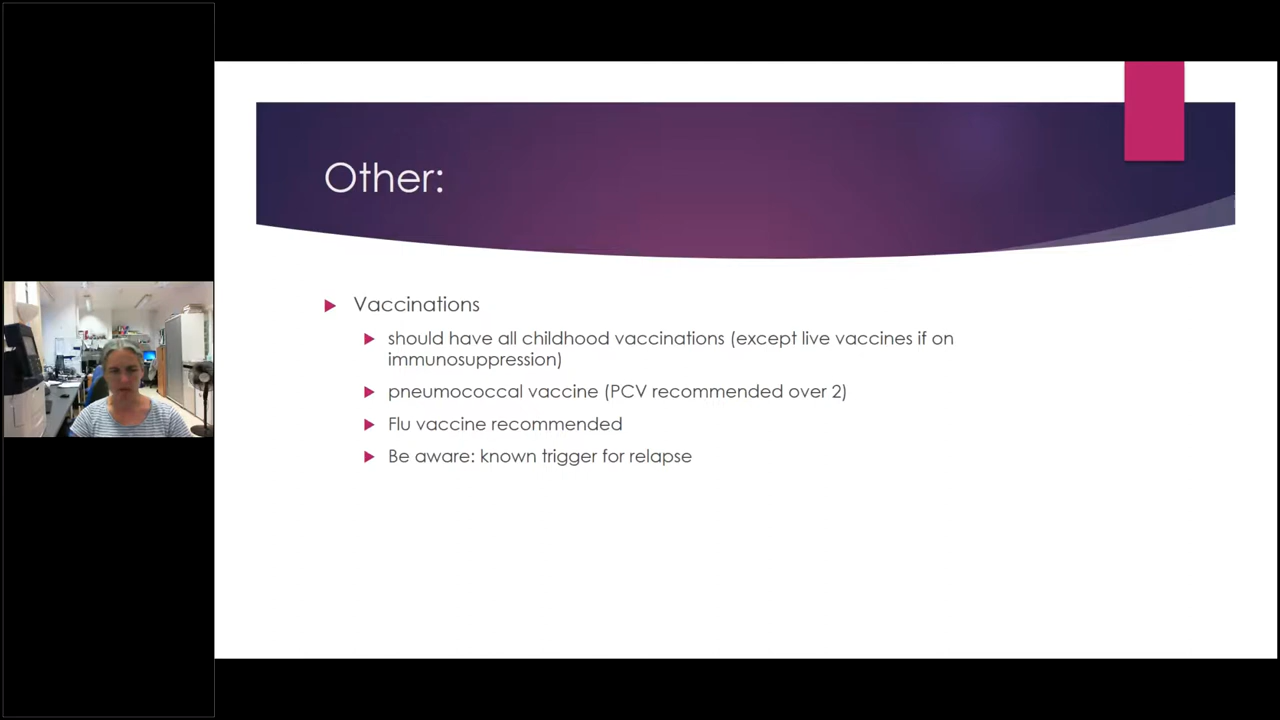 Other:
Vaccinations
should have all childhood vaccinations (except live vaccines if on
immunosuppression)
pneumococcal vaccine (PCV recommended over 2)
Flu vaccine recommended
Be aware: known trigger for relapse